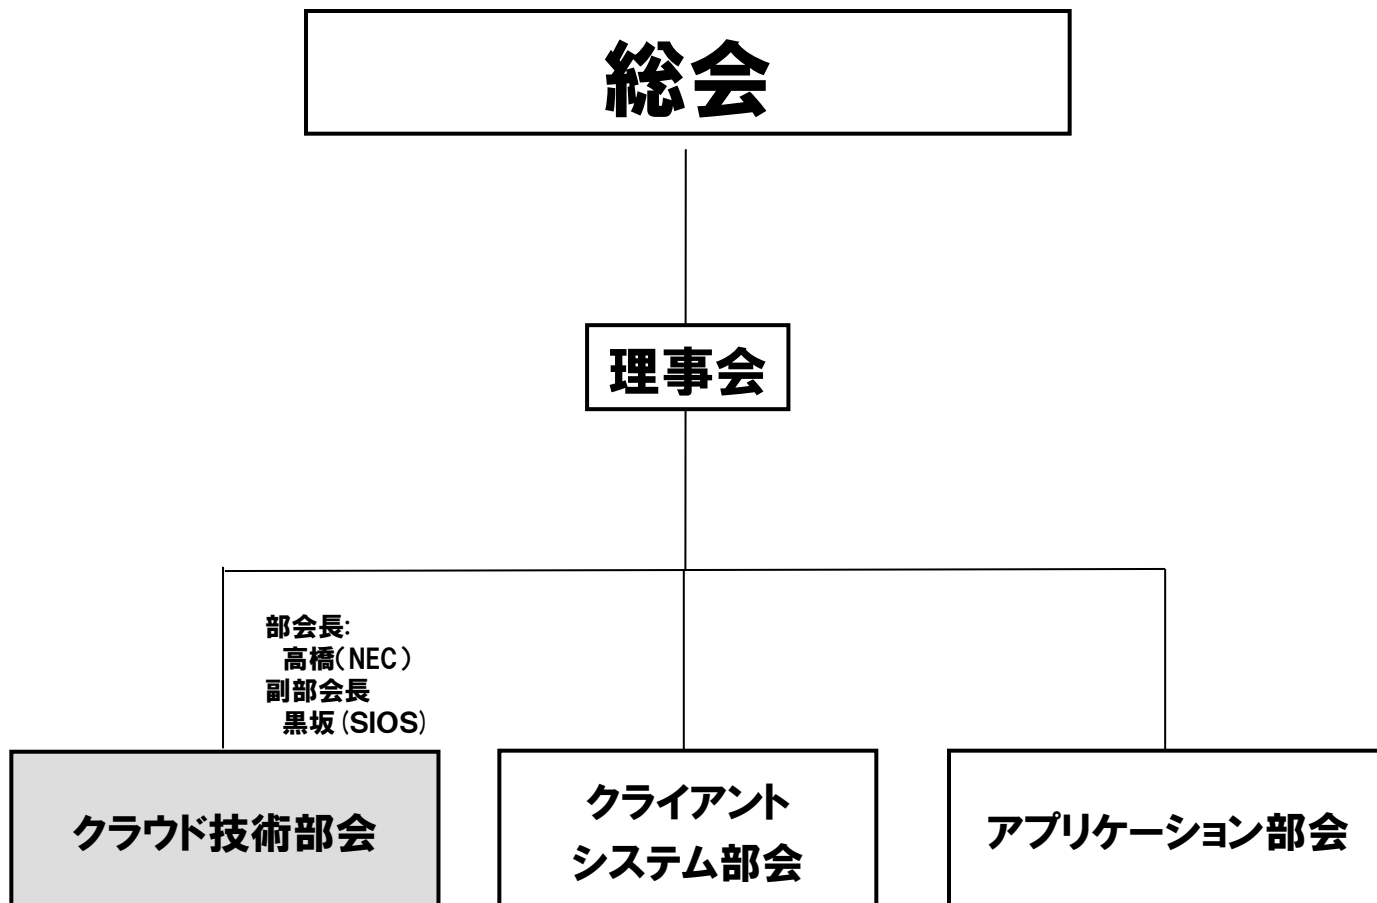 総会
理事会
部会長:
高橋(NEC)
副部会長
黒坂(SIOS)
クラウド技術部会
クライアント
システム部会
アプリケーション部会